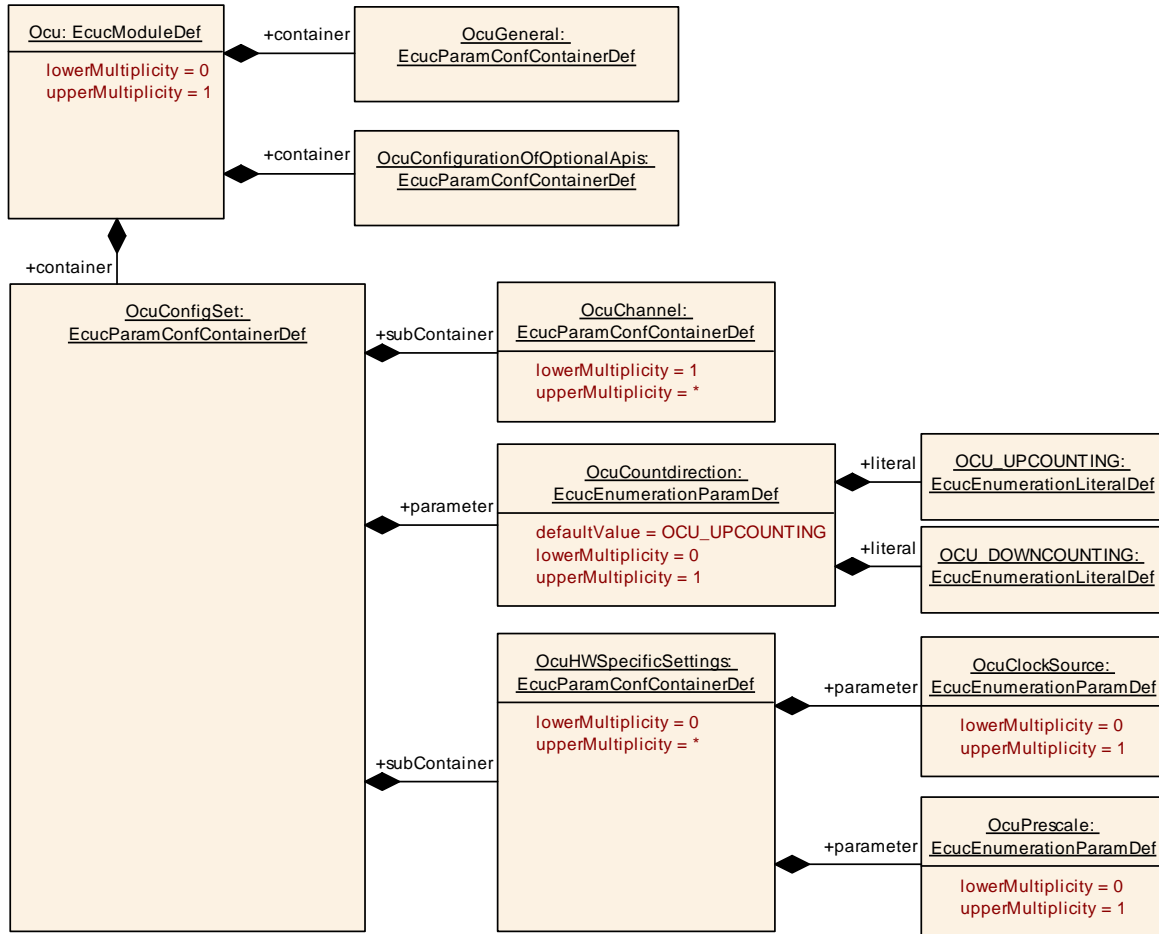 Ocu: EcucModuleDef
lowerMultiplicity = 0
upperMultiplicity = 1
+container
OcuGeneral:
EcucParamConfContainerDef
+container
OcuConfigurationOfOptionalApis:
EcucParamConfContainerDef
+container
OcuConfigSet:
EcucParamConfContainerDef
+subContainer
OcuChannel:
EcucParamConfContainerDef
lowerMultiplicity = 1
upperMultiplicity = *
+parameter
OcuCountdirection:
EcucEnumerationParamDef
defaultValue = OCU_UPCOUNTING
lowerMultiplicity = 0
upperMultiplicity = 1
+literal
OCU_UPCOUNTING:
EcucEnumerationLiteralDef
+literal
OCU_DOWNCOUNTING:
EcucEnumerationLiteralDef
+subContainer
OcuHWSpecificSettings:
EcucParamConfContainerDef
lowerMultiplicity = 0
upperMultiplicity = *
+parameter
OcuClockSource:
EcucEnumerationParamDef
lowerMultiplicity = 0
upperMultiplicity = 1
+parameter
OcuPrescale:
EcucEnumerationParamDef
lowerMultiplicity = 0
upperMultiplicity = 1